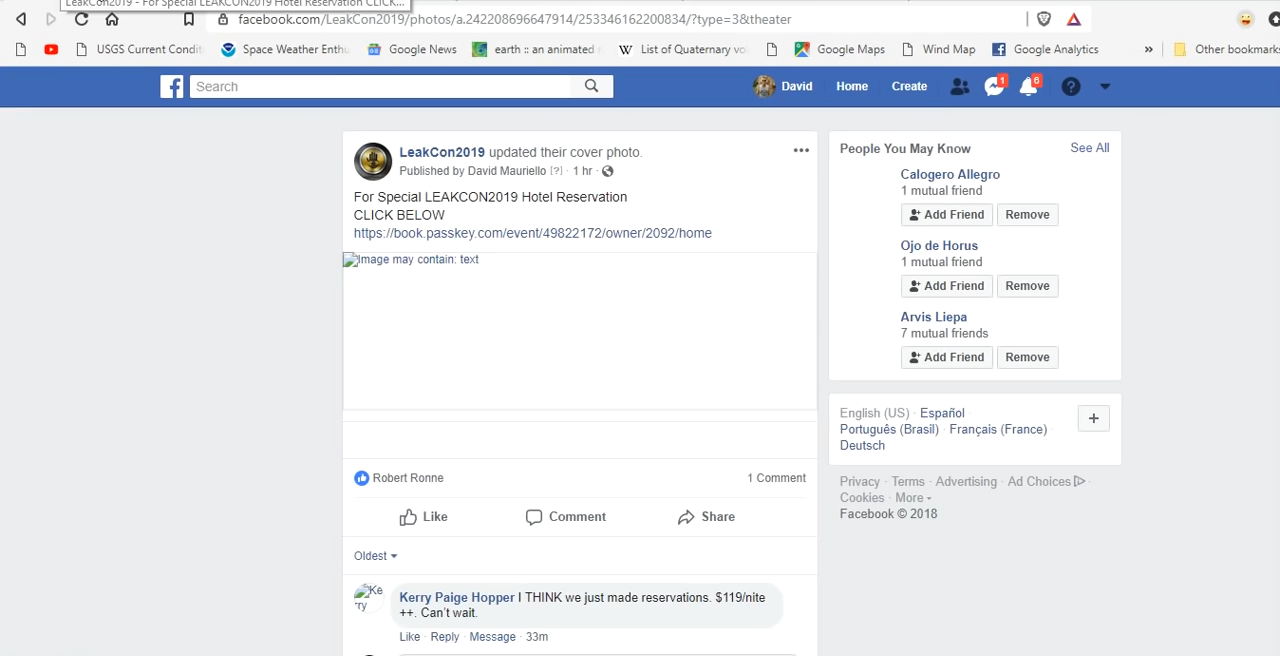 LeakCon2019 - For Special LEAKCON2019 Hotel Reservation CLICK...
facebook.com/LeakCon2019/photos/a.242208696647914/253346162200834/?type=3&theater
USGS Current Condit
Space Weather Enthu
Google News
earth :: an animated
W List of Quaternary vo
Google Maps
Wind Map
Google Analytics
»
Other bookmarks
Search
David
Home
Create
1
6
LeakCon2019 updated their cover photo.
Published by David Mauriello [?] · 1 hr ·
For Special LEAKCON2019 Hotel Reservation
CLICK BELOW
https://book.passkey.com/event/49822172/owner/2092/home
Image may contain: text
Robert Ronne
1 Comment
Like
Comment
Share
Oldest
Ke
rry
Kerry Paige Hopper I THINK we just made reservations. $119/nite
++. Can't wait.
Like · Reply · Message · 33m
People You May Know
See All
Calogero Allegro
1 mutual friend
Add Friend
Remove
Ojo de Horus
1 mutual friend
Add Friend
Remove
Arvis Liepa
7 mutual friends
Add Friend
Remove
English (US) · Español ·
Português (Brasil) · Français (France) ·
Deutsch
Privacy · Terms · Advertising · Ad Choices ·
Cookies · More
Facebook © 2018